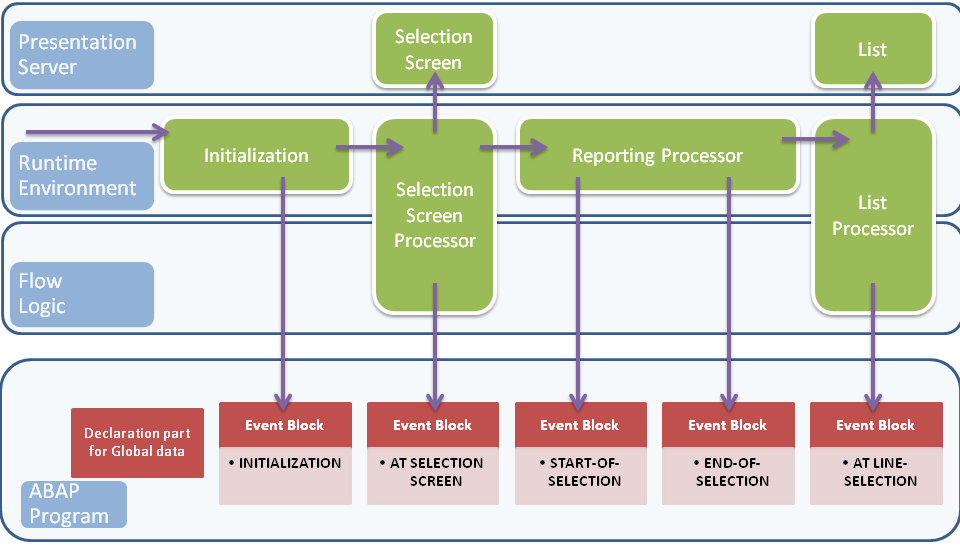 Presentation
Server
Selection
Screen
List
Runtime
Environment
Initialization
Selection
Screen
Processor
Reporting Processor
List
Processor
Flow
Logic
Declaration part
for Global data
Event Block
• INITIALIZATION
Event Block
• AT SELECTION
SCREEN
Event Block
• START-OF-
SELECTION
Event Block
• END-OF-
SELECTION
Event Block
• AT LINE-
SELECTION
ABAP
Program